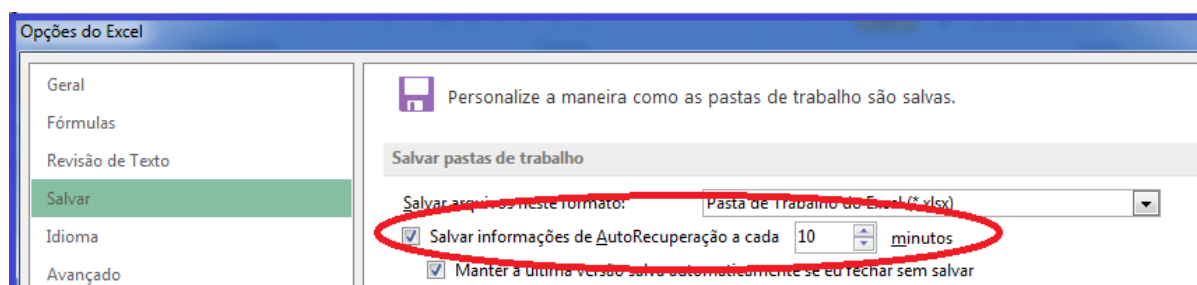 Opções do Excel
Geral
Fórmulas
Revisão de Texto
Salvar
Idioma
Avançado
Personalize a maneira como as pastas de trabalho são salvas.
Salvar pastas de trabalho
Salvar arquivos neste formato: Pasta de Trabalho do Excel (*.xlsx)
Salvar informações de AutoRecuperação a cada 10 minutos
Manter a última versão salva automaticamente se eu fechar sem salvar